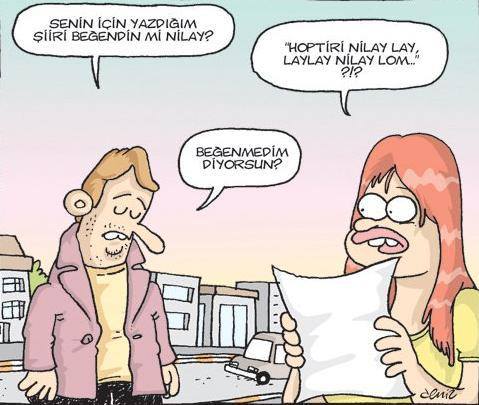 SENİN İÇİN YAZDIĞIM
ŞİİRİ BEĞENDİN Mİ NİLAY?
"HOPTİRİ NİLAY LAY,
LAYLAY NİLAY LOM..."
?!?
BEĞENMEDİM
DİYORSUN?